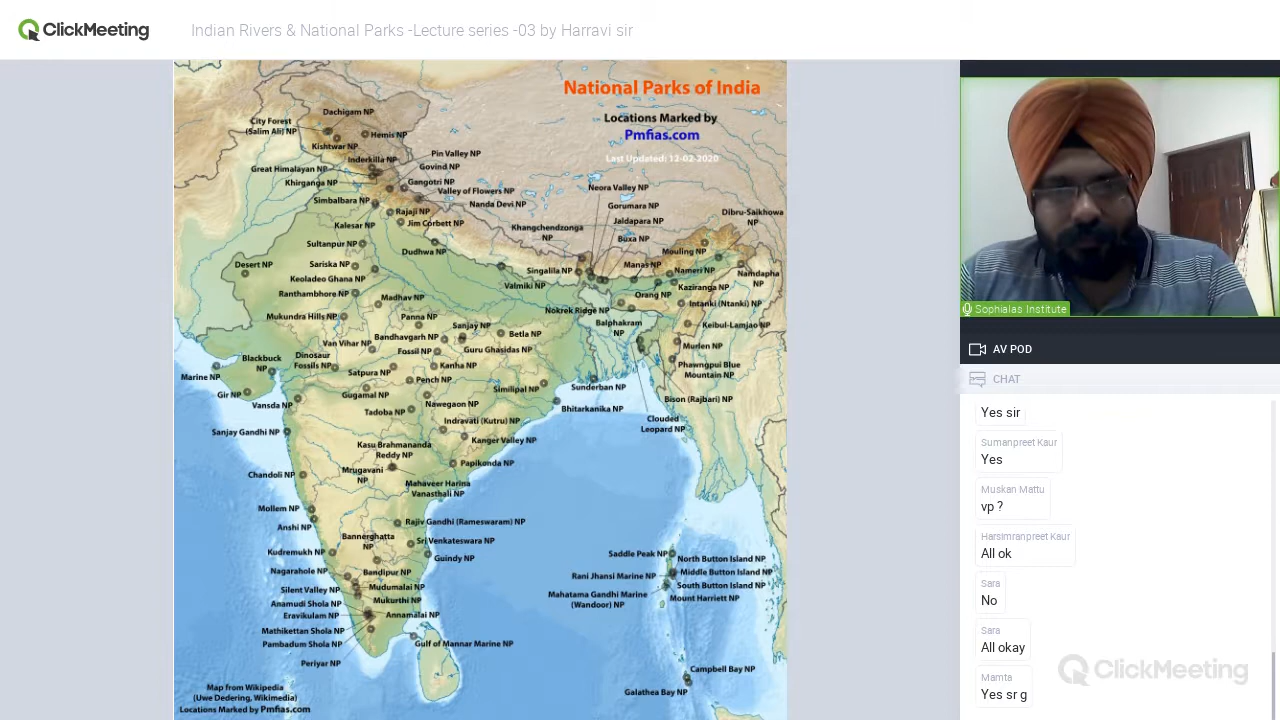 ClickMeeting
Indian Rivers & National Parks -Lecture series -03 by Harravi sir
National Parks of India
Locations Marked by
Pmfias.com
Last Updated: 12-02-2020
Dachigam NP
City Forest
(Salim Ali) NP
Hemis NP
Kishtwar NP
Inderkilla NP
Pin Valley NP
Great Himalayan NP
Govind NP
Khirganga NP
Gangotri NP
Valley of Flowers NP
Simbalbara NP
Nanda Devi NP
Rajaji NP
Kalesar NP
Jim Corbett NP
Neora Valley NP
Gorumara NP
Jaldapara NP
Buxa NP
Khangchendzonga
NP
Dibru-Saikhowa
NP
Sultanpur NP
Dudhwa NP
Mouling NP
Desert NP
Sariska NP
Singalila NP
Manas NP
Nameri NP
Namdapha
NP
Keoladeo Ghana NP
Valmiki NP
Kaziranga NP
Ranthambhore NP
Madhav NP
Orang NP
Intanki (Ntanki) NP
Mukundra Hills NP
Panna NP
Nokrek Ridge NP
Sanjay NP
Balphakram
NP
Keibul-Lamjao NP
Bandhavgarh NP
Betla NP
Van Vihar NP
Fossil NP
Guru Ghasidas NP
Murlen NP
Blackbuck
NP
Dinosaur
Fossils NP
Satpura NP
Kanha NP
Phawngpui Blue
Mountain NP
Marine NP
Pench NP
Similipal NP
Sunderban NP
Gir NP
Gugamal NP
Bison (Rajbari) NP
Vansda NP
Nawegaon NP
Bhitarkanika NP
Tadoba NP
Indravati (Kutru) NP
Clouded
Leopard NP
Sanjay Gandhi NP
Kasu Brahmananda
Reddy NP
Kanger Valley NP
Papikonda NP
Chandoli NP
Mrugavani
NP
Mahaveer Harina
Vanasthali NP
Mollem NP
Anshi NP
Rajiv Gandhi (Rameswaram) NP
Bannerghatta
NP
Sri Venkateswara NP
Kudremukh NP
Guindy NP
Saddle Peak NP
North Button Island NP
Nagarahole NP
Bandipur NP
Rani Jhansi Marine NP
Middle Button Island NP
Silent Valley NP
Mudumalai NP
South Button Island NP
Mahatama Gandhi Marine
(Wandoor) NP
Mount Harriett NP
Anamudi Shola NP
Mukurthi NP
Eravikulam NP
Annamalai NP
Mathikettan Shola NP
Pambadum Shola NP
Gulf of Mannar Marine NP
Periyar NP
Campbell Bay NP
Galathea Bay NP
Map from Wikipedia
(Uwe Dedering, Wikimedia)
Locations Marked by Pmfias.com
Sophiaias Institute
AV POD
CHAT
Yes sir
Sumanpreet Kaur
Yes
Muskan Mattu
vp ?
Harsimranpreet Kaur
All ok
Sara
No
Sara
All okay
Mamta
Yes sr g
ClickMeeting